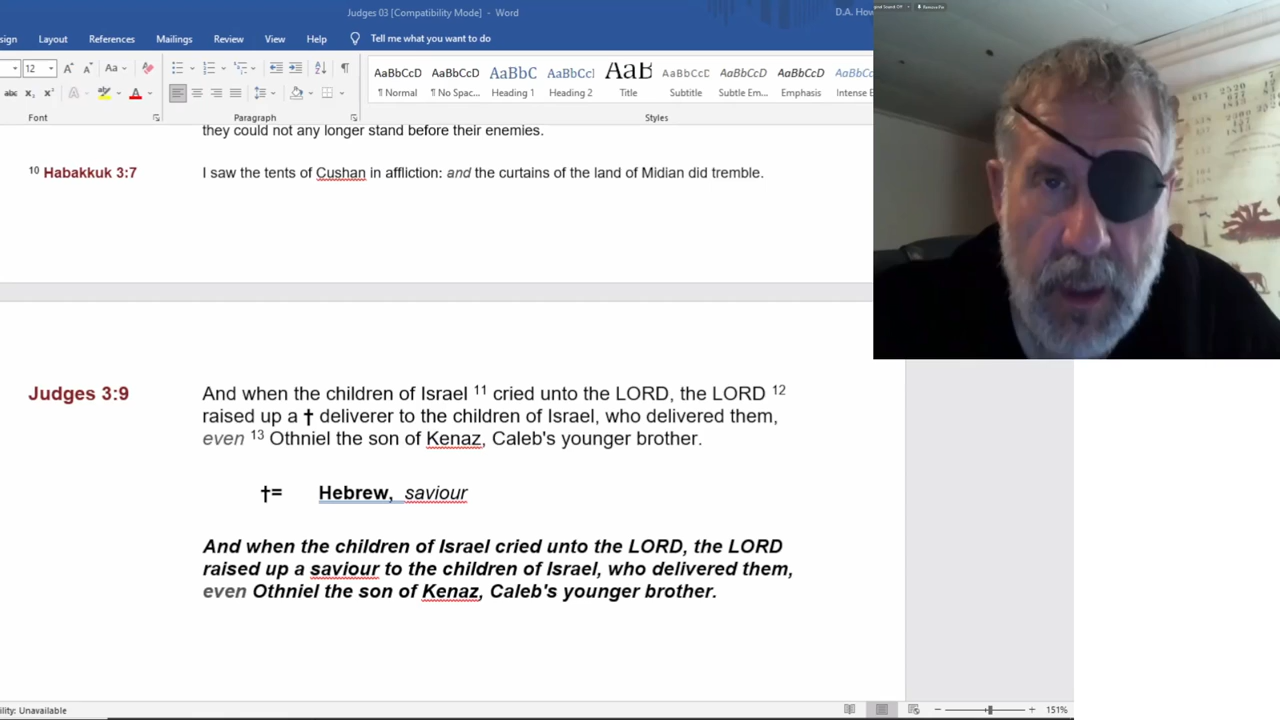 Judges 03 [Compatibility Mode] - Word
D.A. How
sign Layout References Mailings Review View Help Tell me what you want to do
12 Aa
abc x₁ x¹ A ab A
AaBbCcD AaBbCcD AaBbC AaBbCcI AaB AaBbCcD AaBbCcD AaBbCcD AaBbCcD
¶ Normal ¶ No Spac... Heading 1 Heading 2 Title Subtitle Subtle Em... Emphasis Intense E
Font Paragraph Styles
they could not any longer stand before their enemies.
10 Habakkuk 3:7 I saw the tents of Cushan in affliction: and the curtains of the land of Midian did tremble.
Judges 3:9 And when the children of Israel 11 cried unto the LORD, the LORD 12
raised up a † deliverer to the children of Israel, who delivered them,
even 13 Othniel the son of Kenaz, Caleb's younger brother.
†= Hebrew, saviour
And when the children of Israel cried unto the LORD, the LORD
raised up a saviour to the children of Israel, who delivered them,
even Othniel the son of Kenaz, Caleb's younger brother.
ility: Unavailable
151%